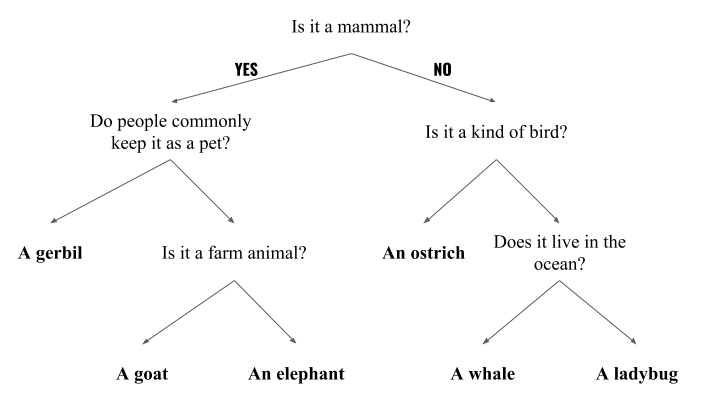 Is it a mammal?
YES
NO
Do people commonly
keep it as a pet?
Is it a kind of bird?
A gerbil
Is it a farm animal?
An ostrich
Does it live in the
ocean?
A goat
An elephant
A whale
A ladybug